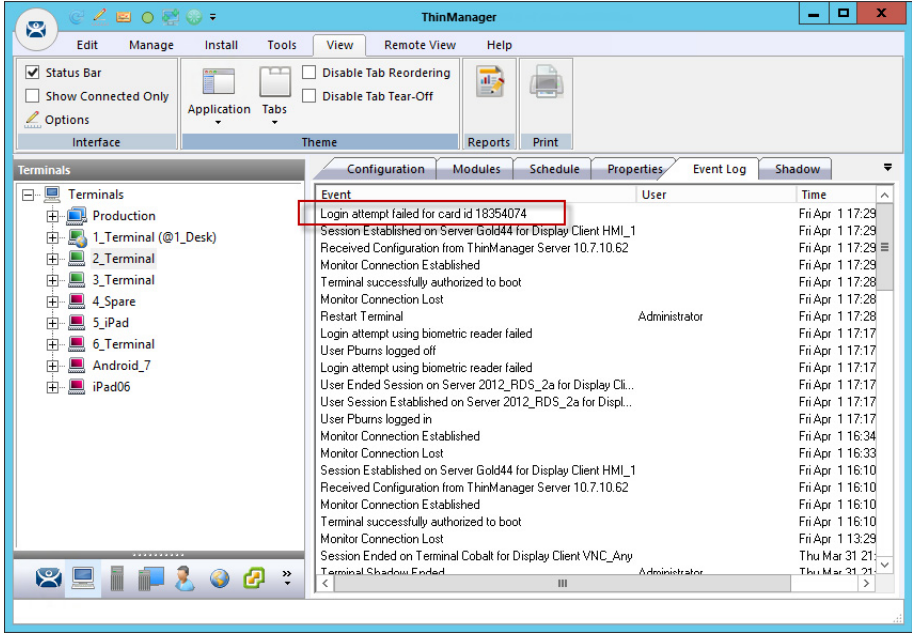 ThinManager
Edit Manage Install Tools View Remote View Help
Status Bar
Show Connected Only
Options
Interface
Application Tabs
Disable Tab Reordering
Disable Tab Tear-Off
Theme
Reports
Print
Terminals
Terminals
Production
1_Terminal (@1_Desk)
2_Terminal
3_Terminal
4_Spare
5_iPad
6_Terminal
Android_7
iPad06
Configuration Modules Schedule Properties Event Log Shadow
Event User Time
Login attempt failed for card id 18354074 Fri Apr 1 17:29
Session Established on Server Gold44 for Display Client HMI_1 Fri Apr 1 17:29
Received Configuration from ThinManager Server 10.7.10.62 Fri Apr 1 17:29
Monitor Connection Established Fri Apr 1 17:29
Terminal successfully authorized to boot Fri Apr 1 17:28
Monitor Connection Lost Fri Apr 1 17:28
Restart Terminal Administrator Fri Apr 1 17:28
Login attempt using biometric reader failed Fri Apr 1 17:17
User Pburns logged off Fri Apr 1 17:17
Login attempt using biometric reader failed Fri Apr 1 17:17
User Ended Session on Server 2012_RDS_2a for Display Cli... Fri Apr 1 17:17
User Session Established on Server 2012_RDS_2a for Displ... Fri Apr 1 17:17
User Pburns logged in Fri Apr 1 17:17
Monitor Connection Established Fri Apr 1 16:34
Monitor Connection Lost Fri Apr 1 16:33
Session Established on Server Gold44 for Display Client HMI_1 Fri Apr 1 16:10
Received Configuration from ThinManager Server 10.7.10.62 Fri Apr 1 16:10
Monitor Connection Established Fri Apr 1 16:10
Terminal successfully authorized to boot Fri Apr 1 16:10
Monitor Connection Lost Fri Apr 1 13:29
Session Ended on Terminal Cobalt for Display Client VNC_Any Thu Mar 31 21:
Terminal Shadow Ended Administrator Thu Mar 31 21: